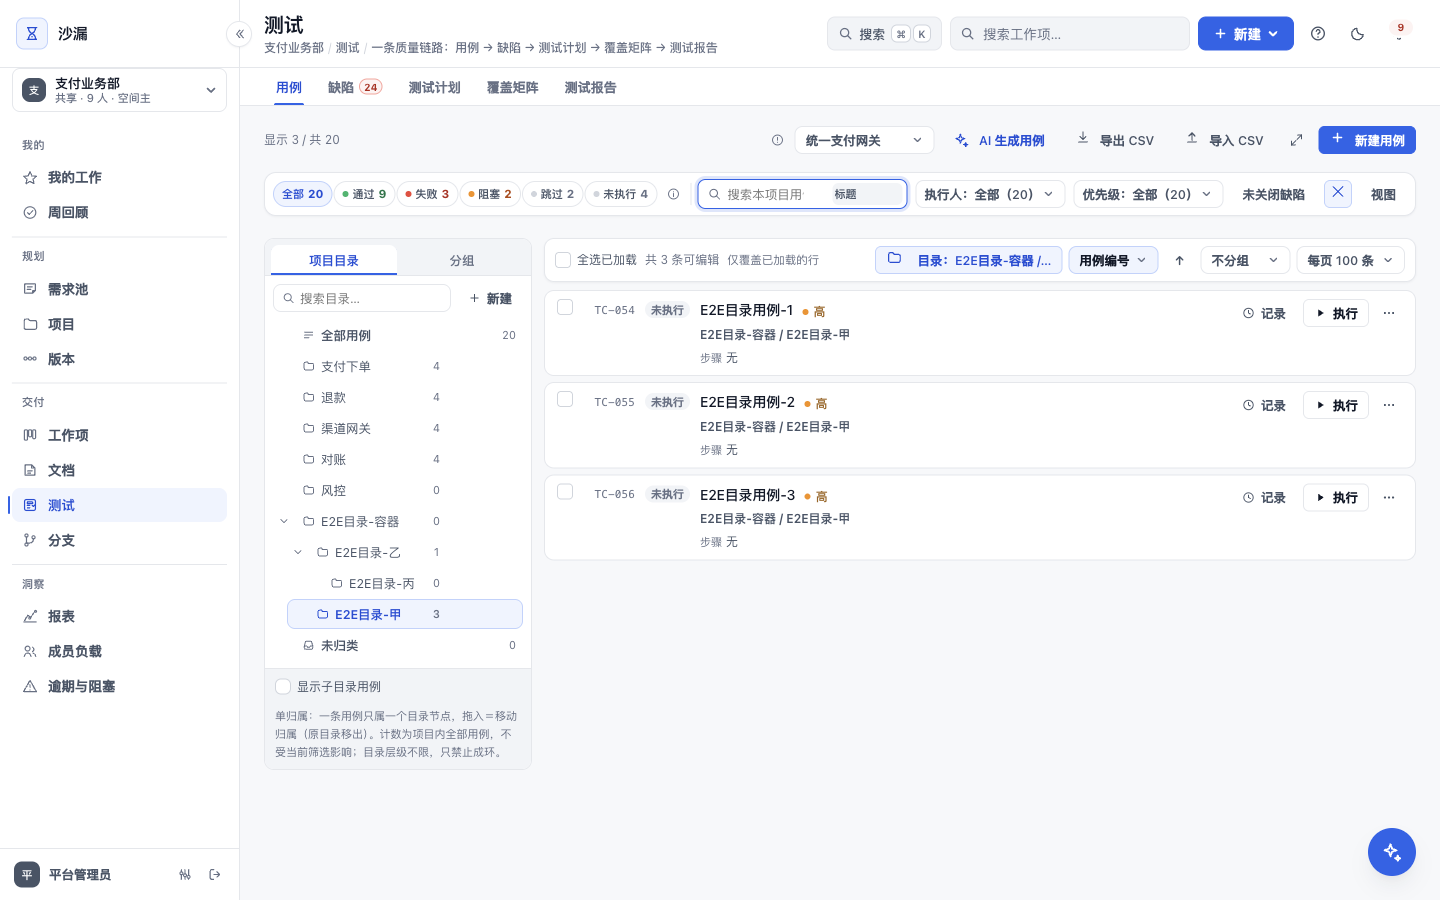 沙漏
支
支付业务部
共享 · 9 人 · 空间主
我的
我的工作
周回顾
规划
需求池
项目
版本
交付
工作项
文档
测试
分支
洞察
报表
成员负载
逾期与阻塞
平
平台管理员
测试
支付业务部 / 测试 / 一条质量链路：用例 → 缺陷 → 测试计划 → 覆盖矩阵 → 测试报告
搜索 ⌘ K
搜索工作项...
新建
9
用例
缺陷 24
测试计划
覆盖矩阵
测试报告
显示 3 / 共 20
统一支付网关
AI 生成用例
导出 CSV
导入 CSV
新建用例
全部 20
通过 9
失败 3
阻塞 2
跳过 2
未执行 4
搜索本项目用
标题
执行人：全部（20）
优先级：全部（20）
未关闭缺陷
视图
项目目录
分组
搜索目录...
新建
全部用例 20
支付下单 4
退款 4
渠道网关 4
对账 4
风控 0
E2E目录-容器 0
E2E目录-乙 1
E2E目录-丙 0
E2E目录-甲 3
未归类 0
显示子目录用例
单归属：一条用例只属一个目录节点，拖入＝移动
归属（原目录移出）。计数为项目内全部用例，不
受当前筛选影响；目录层级不限，只禁止成环。
全选已加载 共 3 条可编辑 仅覆盖已加载的行
目录：E2E目录-容器 /...
用例编号
不分组
每页 100 条
TC-054 未执行 E2E目录用例-1 高
E2E目录-容器 / E2E目录-甲
步骤 无
记录
执行
TC-055 未执行 E2E目录用例-2 高
E2E目录-容器 / E2E目录-甲
步骤 无
记录
执行
TC-056 未执行 E2E目录用例-3 高
E2E目录-容器 / E2E目录-甲
步骤 无
记录
执行